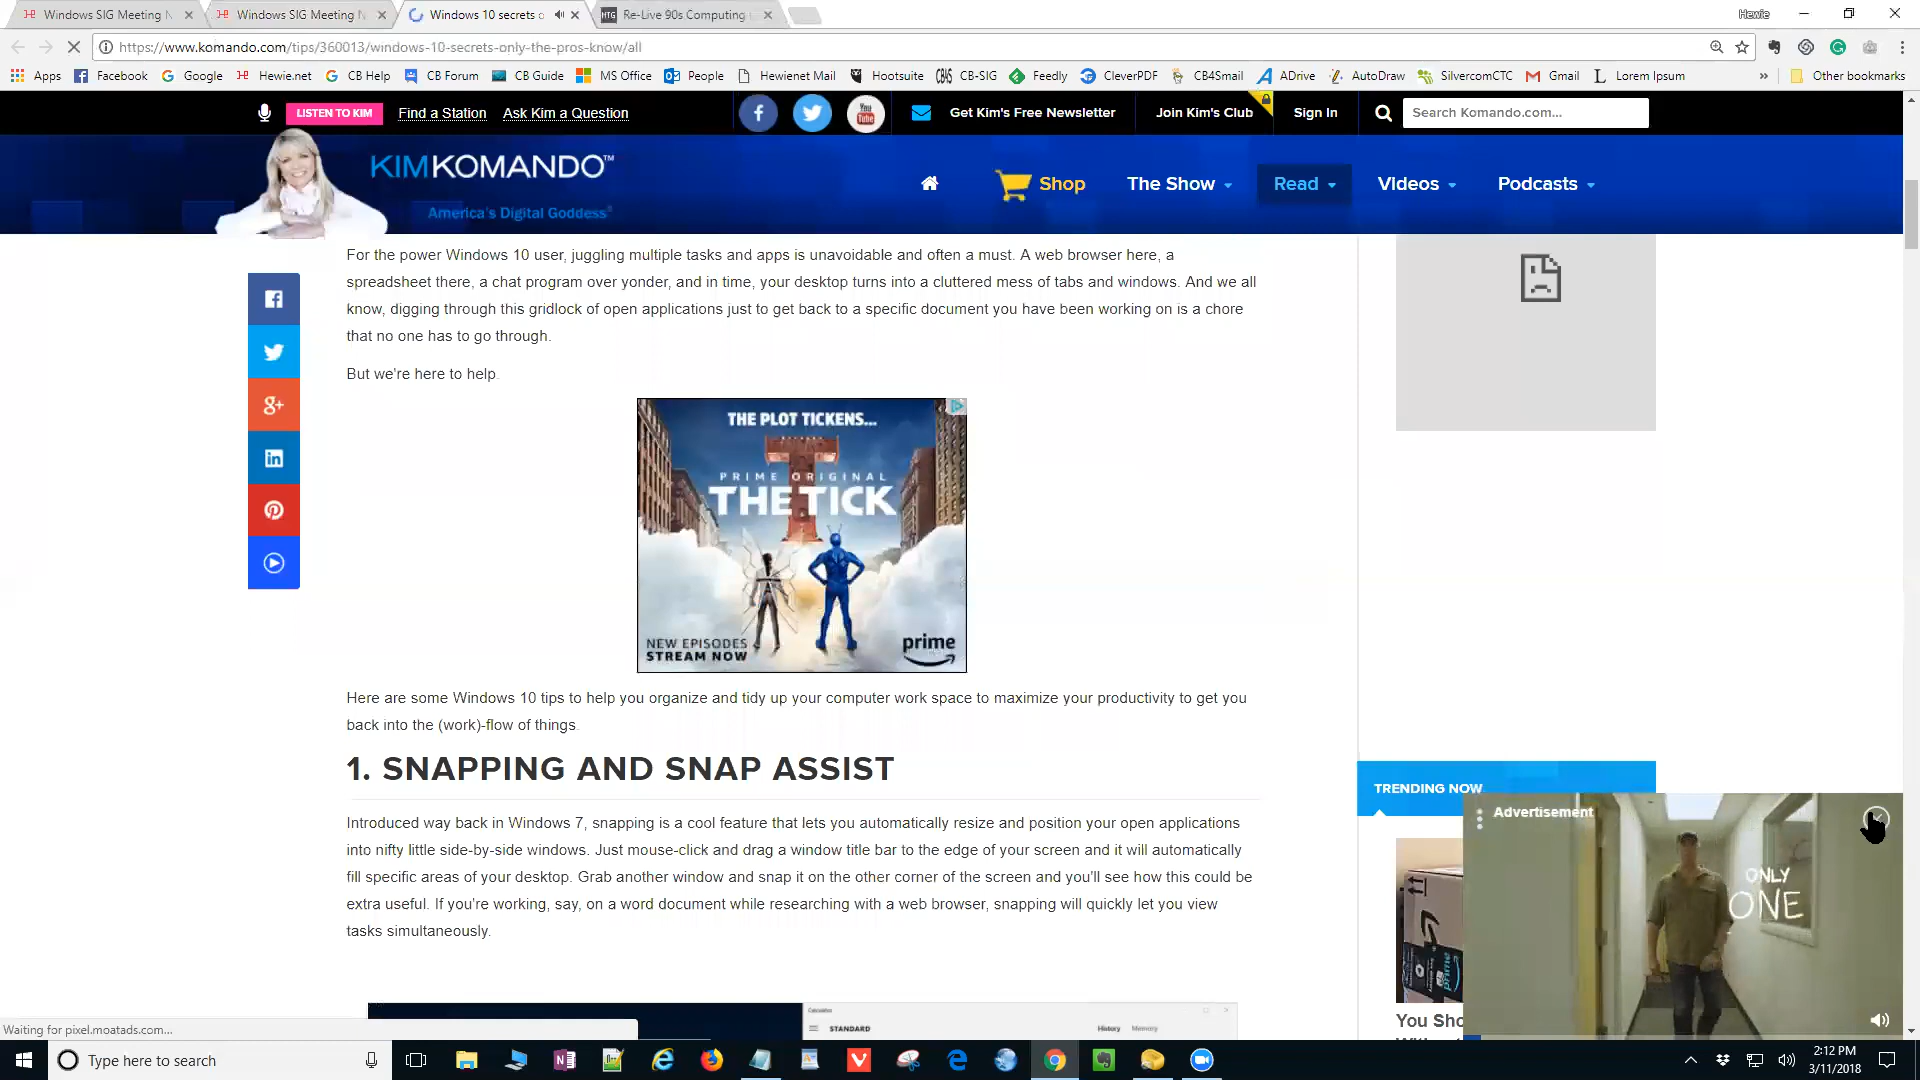 Windows SIG Meeting N
Windows SIG Meeting N
Windows 10 secrets o
HTG Re-Live 90s Computing
Hewie
https://www.komando.com/tips/360013/windows-10-secrets-only-the-pros-know/all
Apps Facebook Google Hewie.net CB Help CB Forum CB Guide MS Office People Hewienet Mail Hootsuite CB-SIG Feedly CleverPDF CB4Smail ADrive AutoDraw SilvercomCTC Gmail Lorem Ipsum » Other bookmarks
LISTEN TO KIM Find a Station Ask Kim a Question You Tube Get Kim's Free Newsletter Join Kim's Club Sign In Search Komando.com...
KIMKOMANDO™
America's Digital Goddess®
Shop The Show Read Videos Podcasts
For the power Windows 10 user, juggling multiple tasks and apps is unavoidable and often a must. A web browser here, a
spreadsheet there, a chat program over yonder, and in time, your desktop turns into a cluttered mess of tabs and windows. And we all
know, digging through this gridlock of open applications just to get back to a specific document you have been working on is a chore
that no one has to go through.
But we're here to help.
THE PLOT TICKENS...
PRIME ORIGINAL
THE TICK
NEW EPISODES
STREAM NOW
prime
Here are some Windows 10 tips to help you organize and tidy up your computer work space to maximize your productivity to get you
back into the (work)-flow of things.
1. SNAPPING AND SNAP ASSIST
Introduced way back in Windows 7, snapping is a cool feature that lets you automatically resize and position your open applications
into nifty little side-by-side windows. Just mouse-click and drag a window title bar to the edge of your screen and it will automatically
fill specific areas of your desktop. Grab another window and snap it on the other corner of the screen and you'll see how this could be
extra useful. If you're working, say, on a word document while researching with a web browser, snapping will quickly let you view
tasks simultaneously.
TRENDING NOW
Advertisement
ONLY
ONE
prime
You Sho
Calculator
STANDARD History Memory
Waiting for pixel.moatads.com...
Type here to search
2:12 PM
3/11/2018